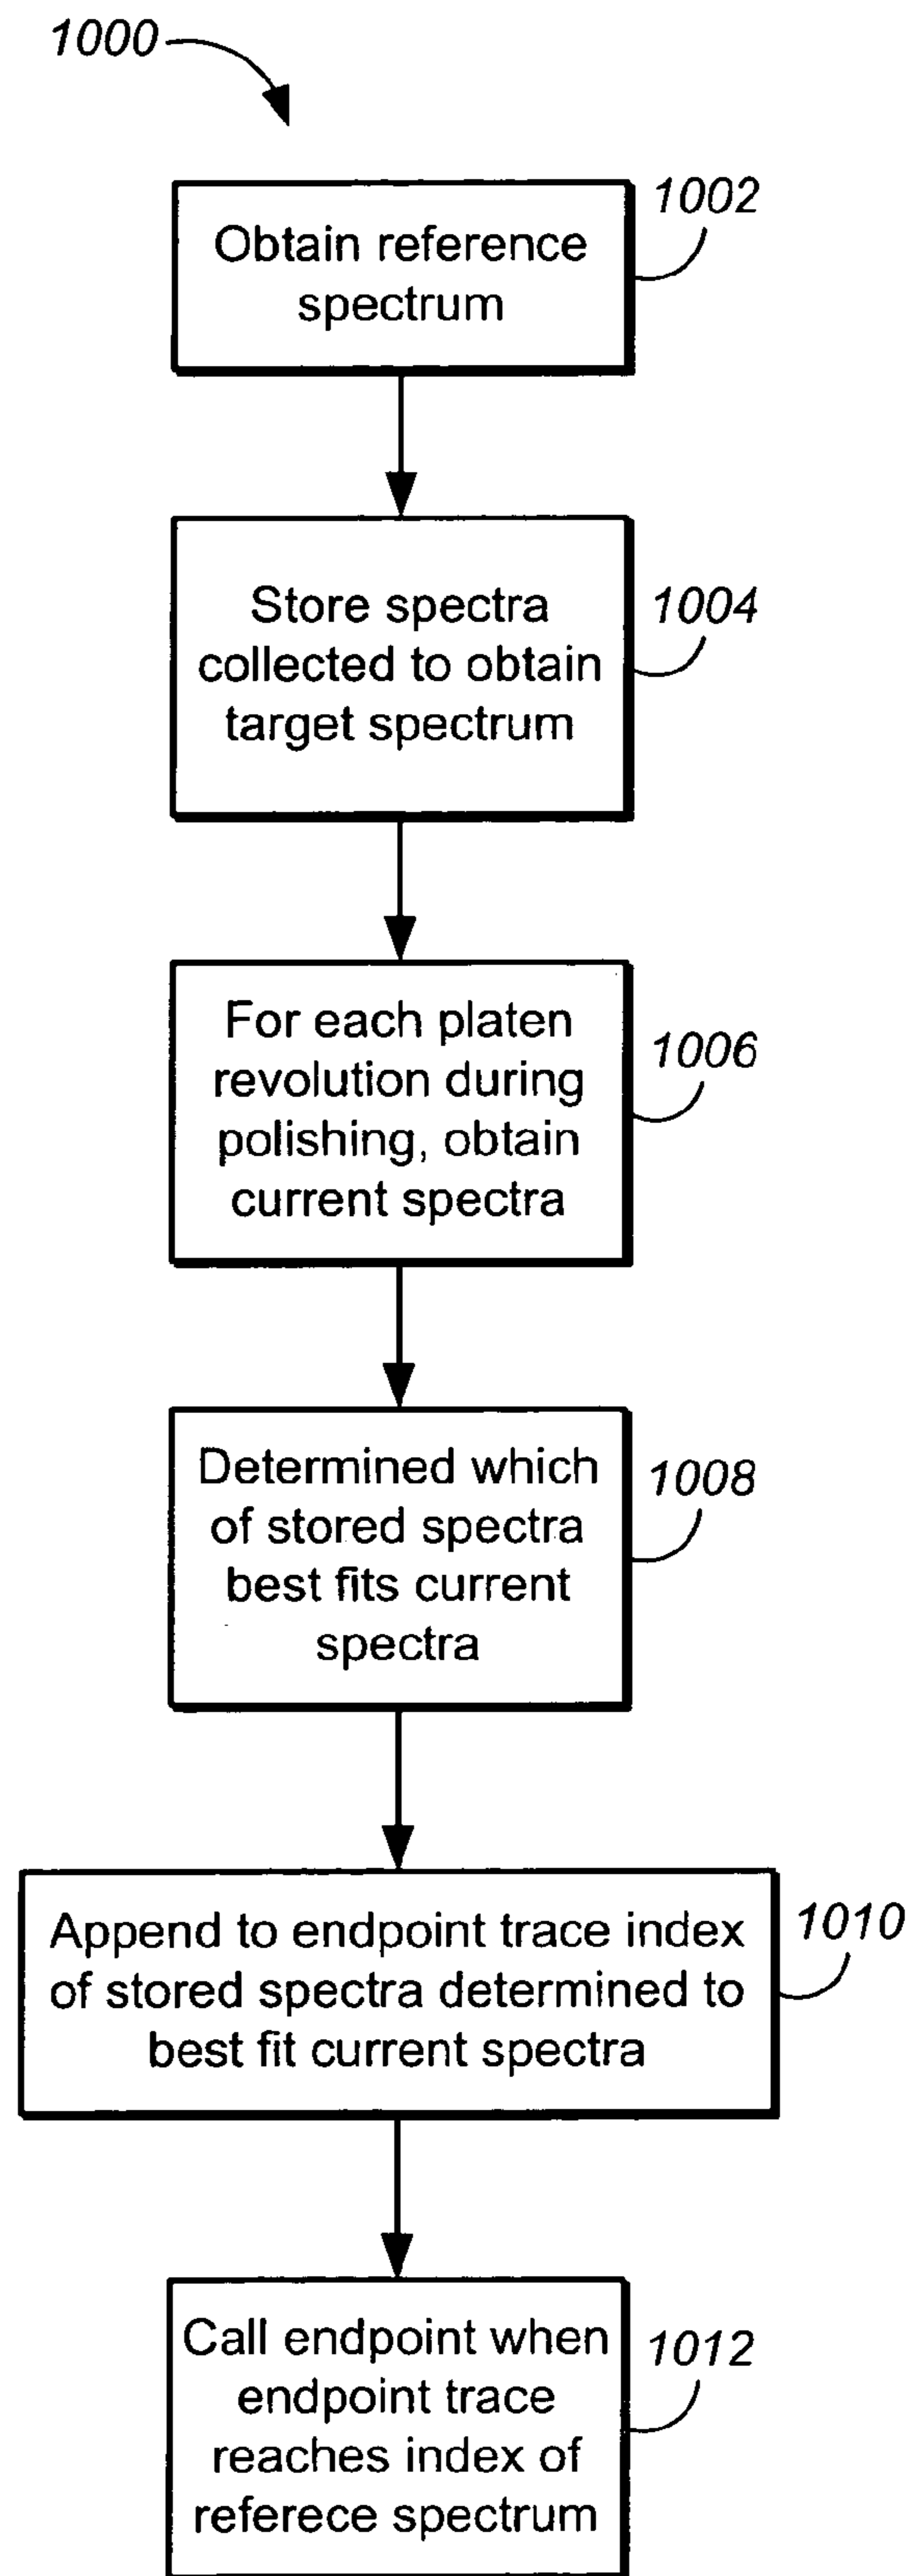 1000
Obtain reference
spectrum
1002
Store spectra
collected to obtain
target spectrum
1004
For each platen
revolution during
polishing, obtain
current spectra
1006
Determined which
of stored spectra
best fits current
spectra
1008
Append to endpoint trace index
of stored spectra determined to
best fit current spectra
1010
Call endpoint when
endpoint trace
reaches index of
referece spectrum
1012